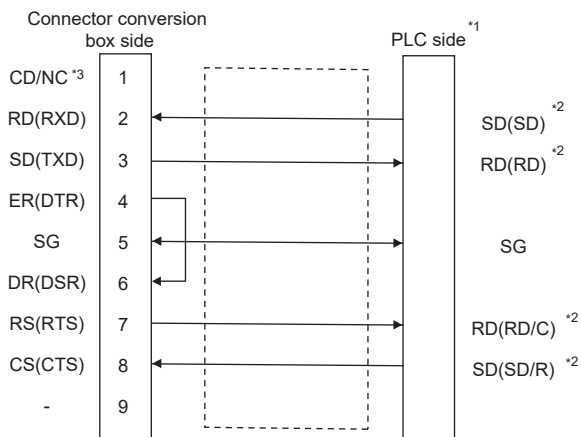 Connector conversion
box side
PLC side *1
CD/NC *3 1
RD(RXD) 2 SD(SD) *2
SD(TXD) 3 RD(RD) *2
ER(DTR) 4
SG 5 SG
DR(DSR) 6
RS(RTS) 7 RD(RD/C) *2
CS(CTS) 8 SD(SD/R) *2
- 9